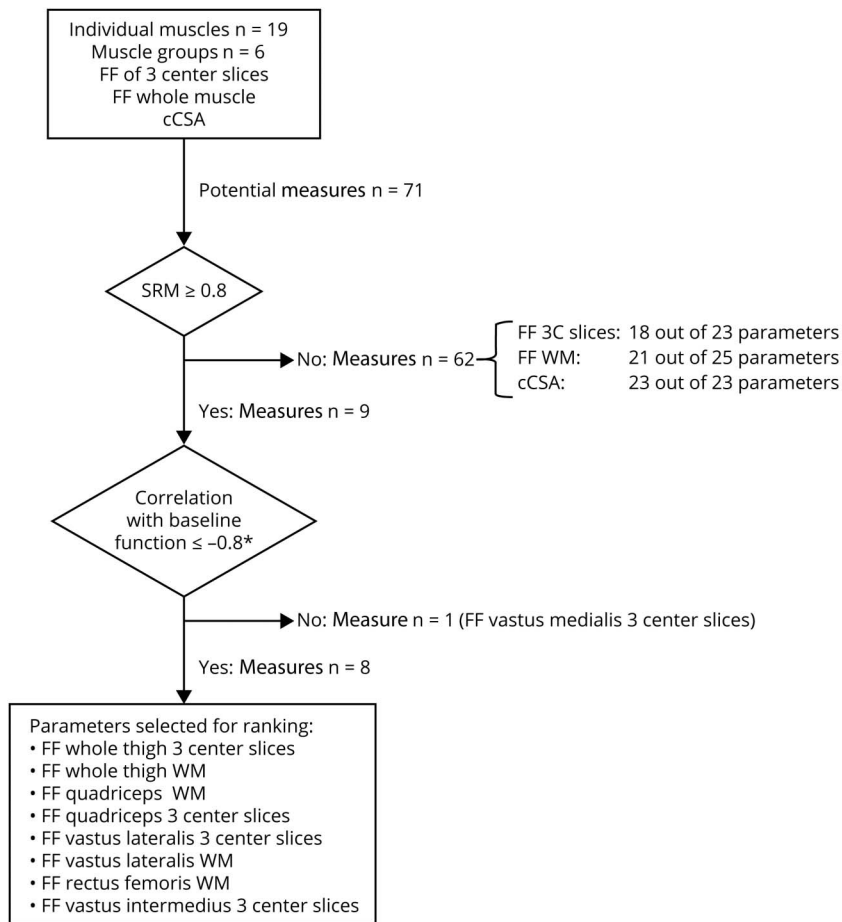 Individual muscles n = 19
Muscle groups n = 6
FF of 3 center slices
FF whole muscle
cCSA
Potential measures n = 71
SRM ≥ 0.8
No: Measures n = 62
FF 3C slices: 18 out of 23 parameters
FF WM: 21 out of 25 parameters
cCSA: 23 out of 23 parameters
Yes: Measures n = 9
Correlation
with baseline
function ≤ –0.8*
No: Measure n = 1 (FF vastus medialis 3 center slices)
Yes: Measures n = 8
Parameters selected for ranking:
• FF whole thigh 3 center slices
• FF whole thigh WM
• FF quadriceps WM
• FF quadriceps 3 center slices
• FF vastus lateralis 3 center slices
• FF vastus lateralis WM
• FF rectus femoris WM
• FF vastus intermedius 3 center slices